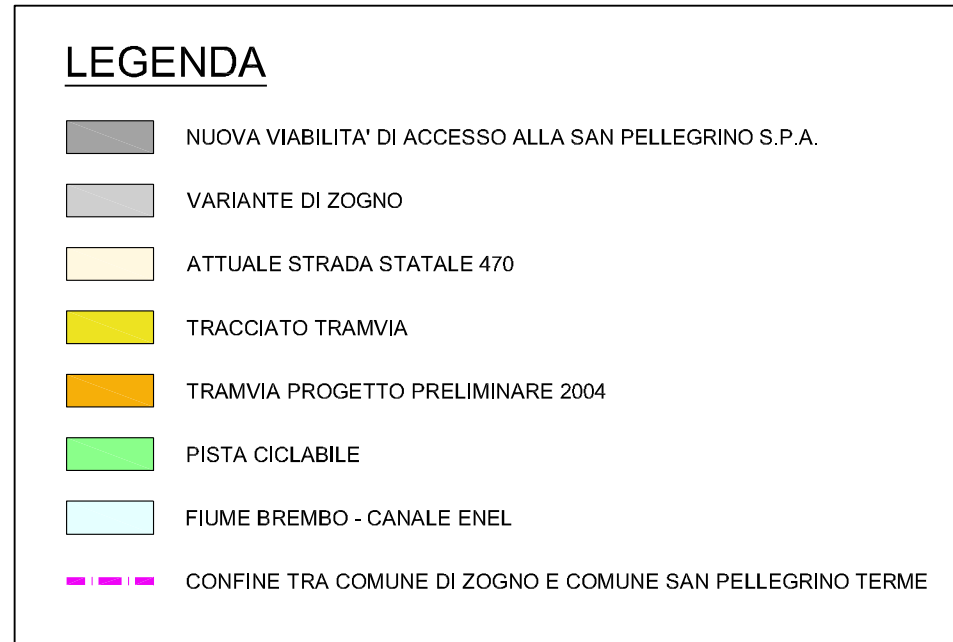 LEGENDA
NUOVA VIABILITA' DI ACCESSO ALLA SAN PELLEGRINO S.P.A.
VARIANTE DI ZOGNO
ATTUALE STRADA STATALE 470
TRACCIATO TRAMVIA
TRAMVIA PROGETTO PRELIMINARE 2004
PISTA CICLABILE
FIUME BREMBO - CANALE ENEL
CONFINE TRA COMUNE DI ZOGNO E COMUNE SAN PELLEGRINO TERME